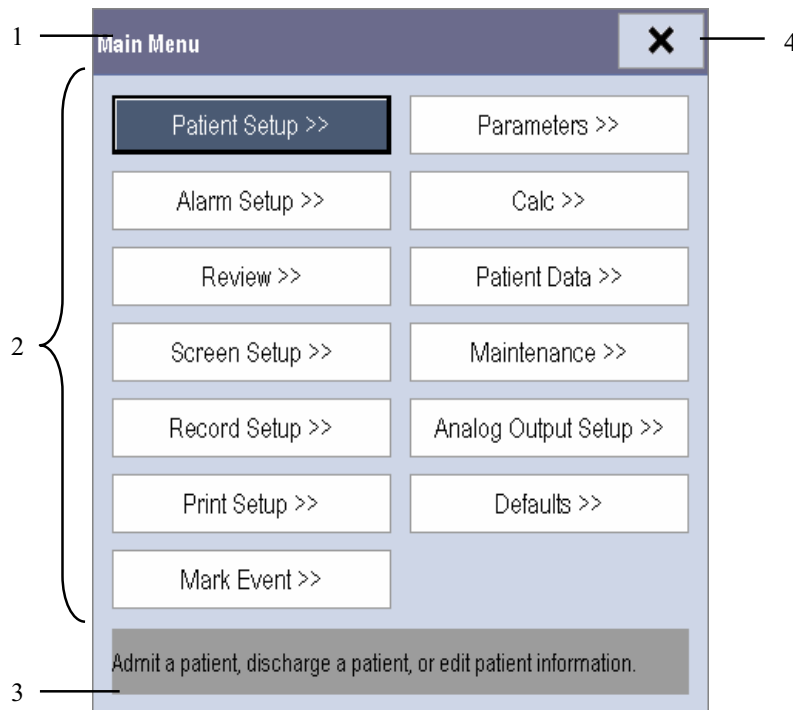 1 Main Menu 4
Patient Setup >> Parameters >>
Alarm Setup >> Calc >>
Review >> Patient Data >>
2 Screen Setup >> Maintenance >>
Record Setup >> Analog Output Setup >>
Print Setup >> Defaults >>
Mark Event >>
Admit a patient, discharge a patient, or edit patient information.
3